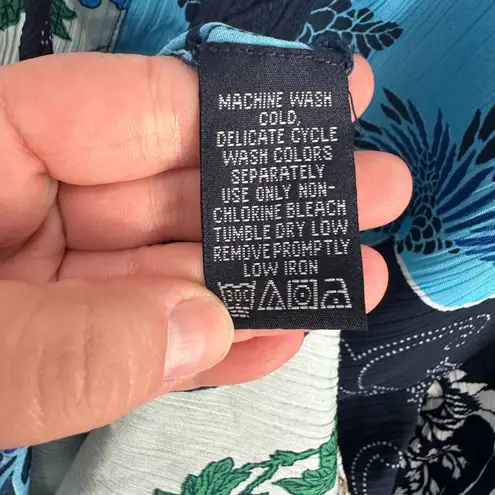 MACHINE WASH
COLD,
DELICATE CYCLE
WASH COLORS
SEPARATELY
USE ONLY NON-
CHLORINE BLEACH
TUMBLE DRY LOW
REMOVE PROMPTLY
LOW IRON